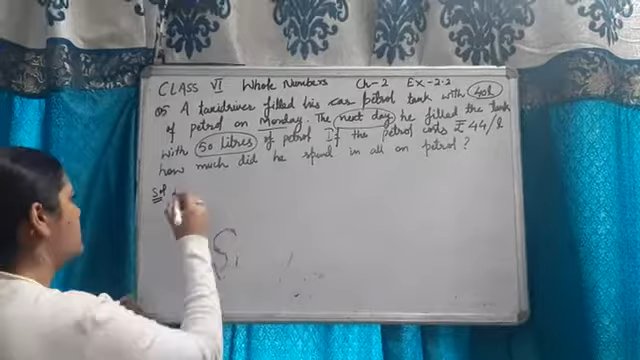 CLASS VI Whole Numbers Ch-2 Ex-2.2
Q5 A taxidriver filled his car petrol tank with 40l
of petrol on monday. The next day he filled the tank
with 50 litres of petrol If the petrol costs ₹44/l
how much did he spend in all on petrol?
Sol